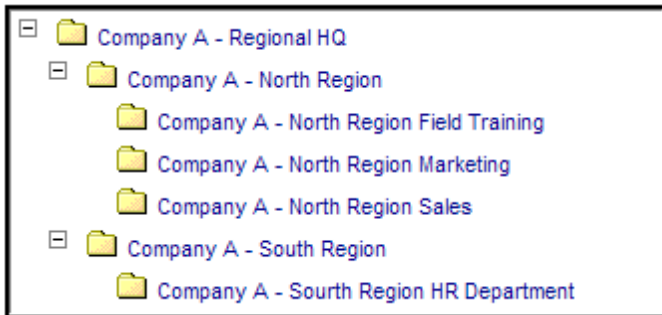 Company A - Regional HQ
Company A - North Region
Company A - North Region Field Training
Company A - North Region Marketing
Company A - North Region Sales
Company A - South Region
Company A - Sourth Region HR Department